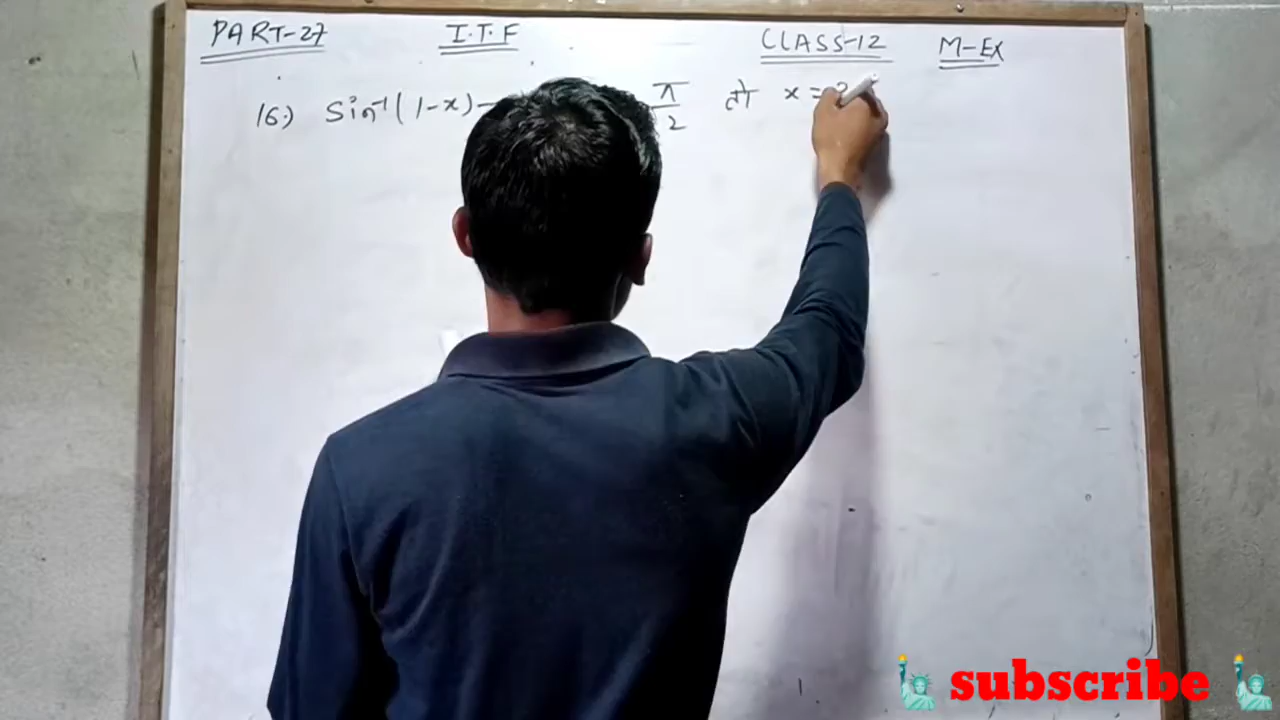 PART-27 I.T.F CLASS-12 M-Ex
16.) Sin⁻¹(1-x)- π/2 तो x =
subscribe